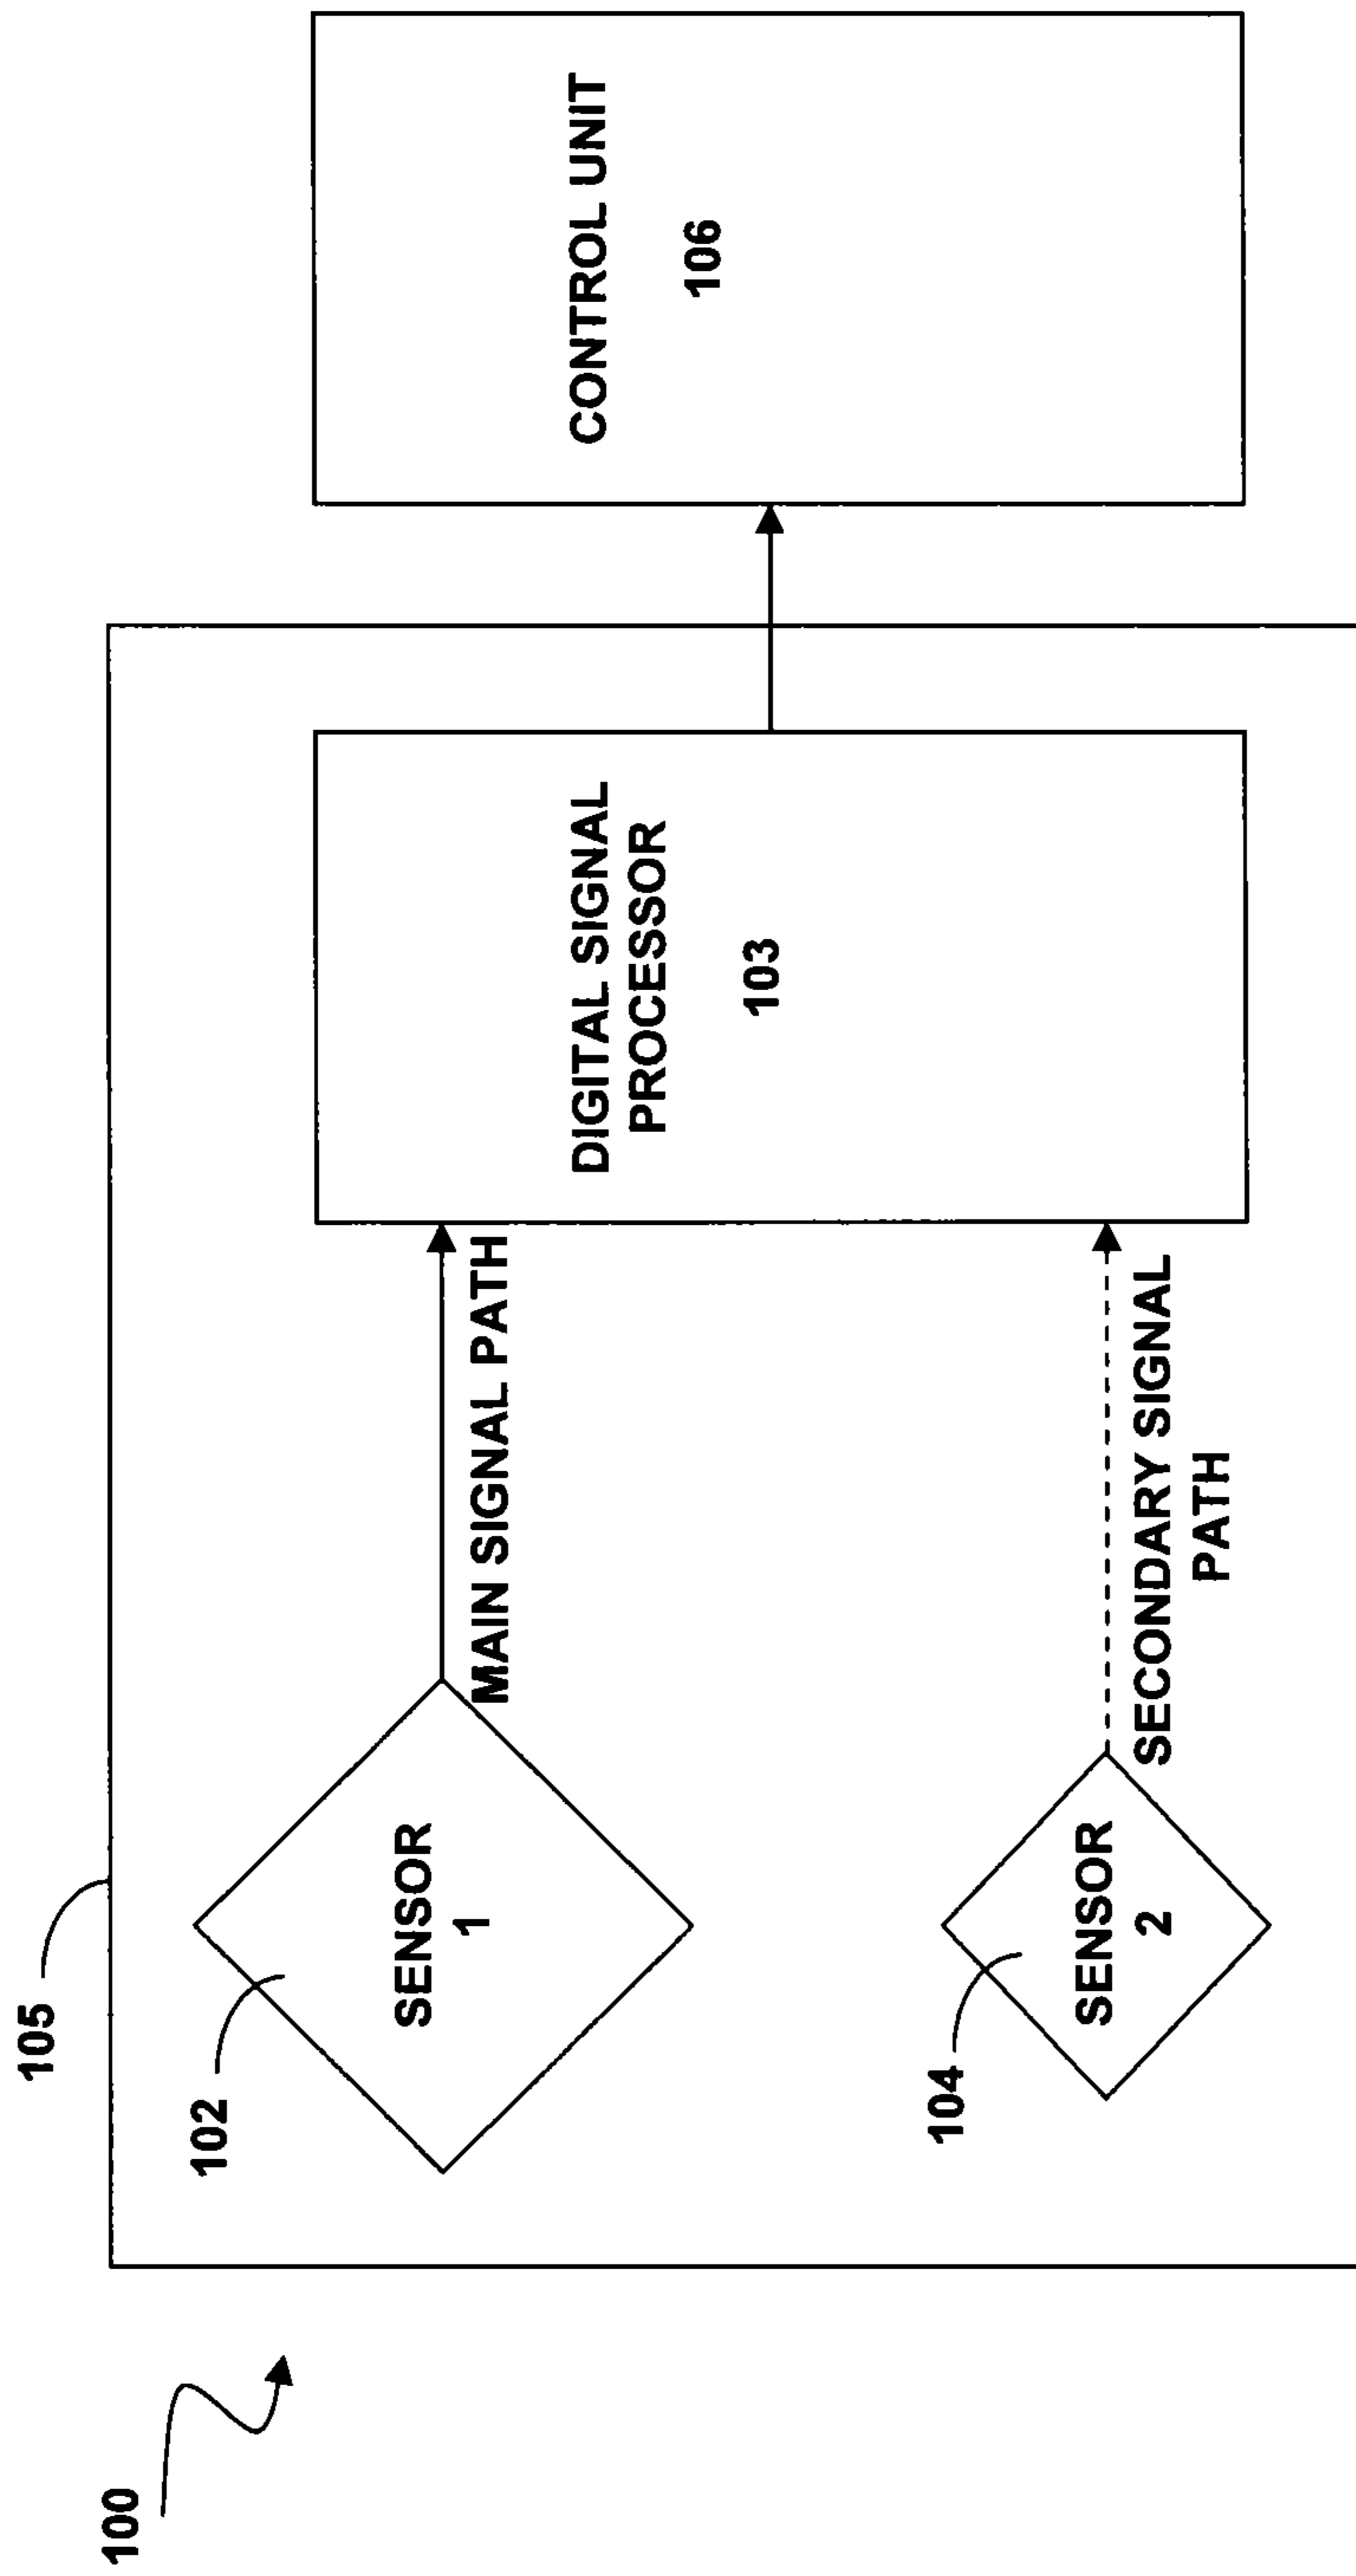 100
105
102
SENSOR
1
MAIN SIGNAL PATH
104
SENSOR
2
SECONDARY SIGNAL
PATH
DIGITAL SIGNAL
PROCESSOR
103
CONTROL UNIT
106